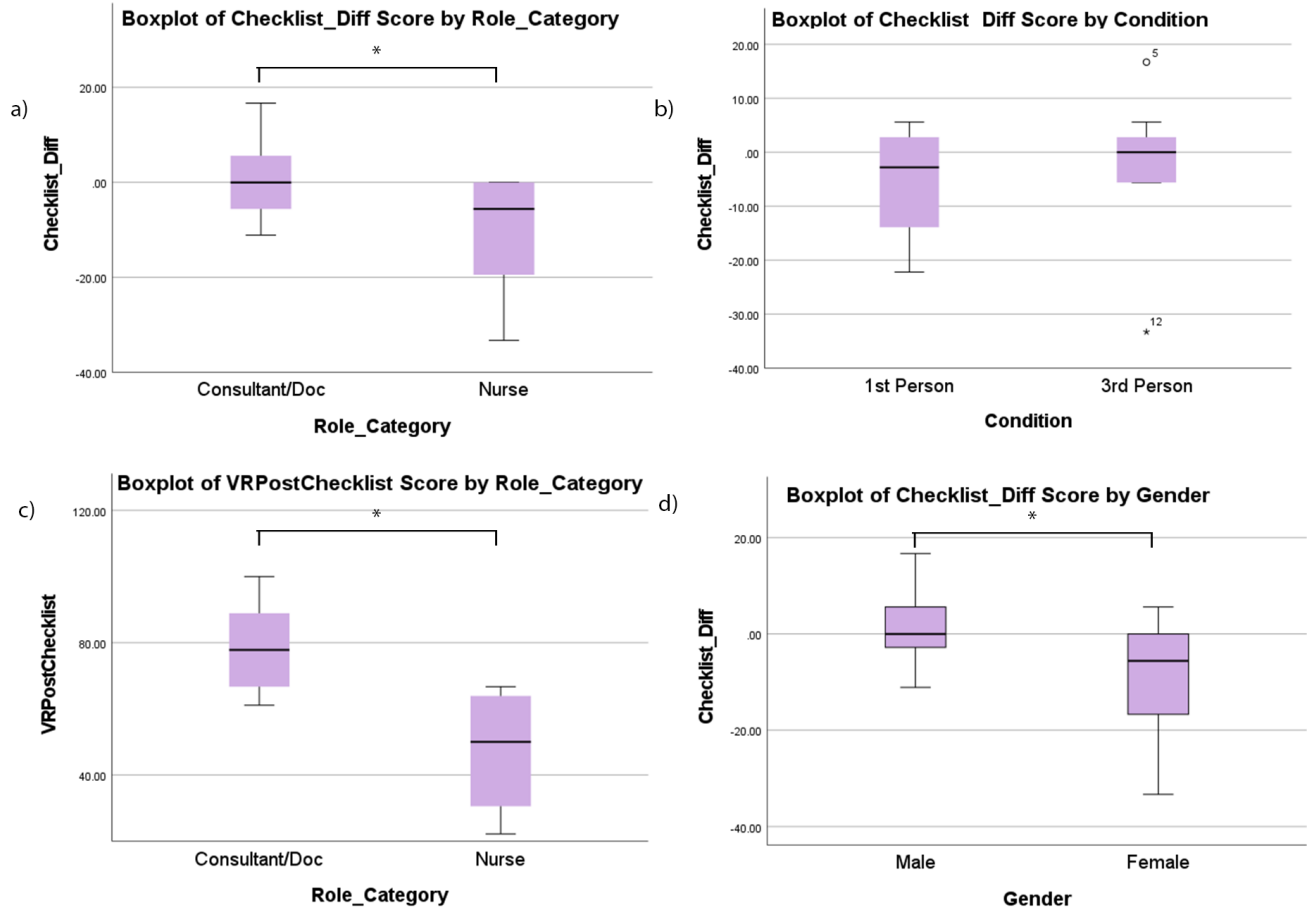 a)
Boxplot of Checklist_Diff Score by Role_Category
*
Checklist_Diff
20.00
.00
-20.00
-40.00
Consultant/Doc
Nurse
Role_Category
b)
Boxplot of Checklist Diff Score by Condition
Checklist_Diff
20.00
10.00
.00
-10.00
-20.00
-30.00
-40.00
5
*12
1st Person
3rd Person
Condition
c)
Boxplot of VRPostChecklist Score by Role_Category
*
VRPostChecklist
120.00
80.00
40.00
Consultant/Doc
Nurse
Role_Category
d)
Boxplot of Checklist_Diff Score by Gender
*
Checklist_Diff
20.00
.00
-20.00
-40.00
Male
Female
Gender